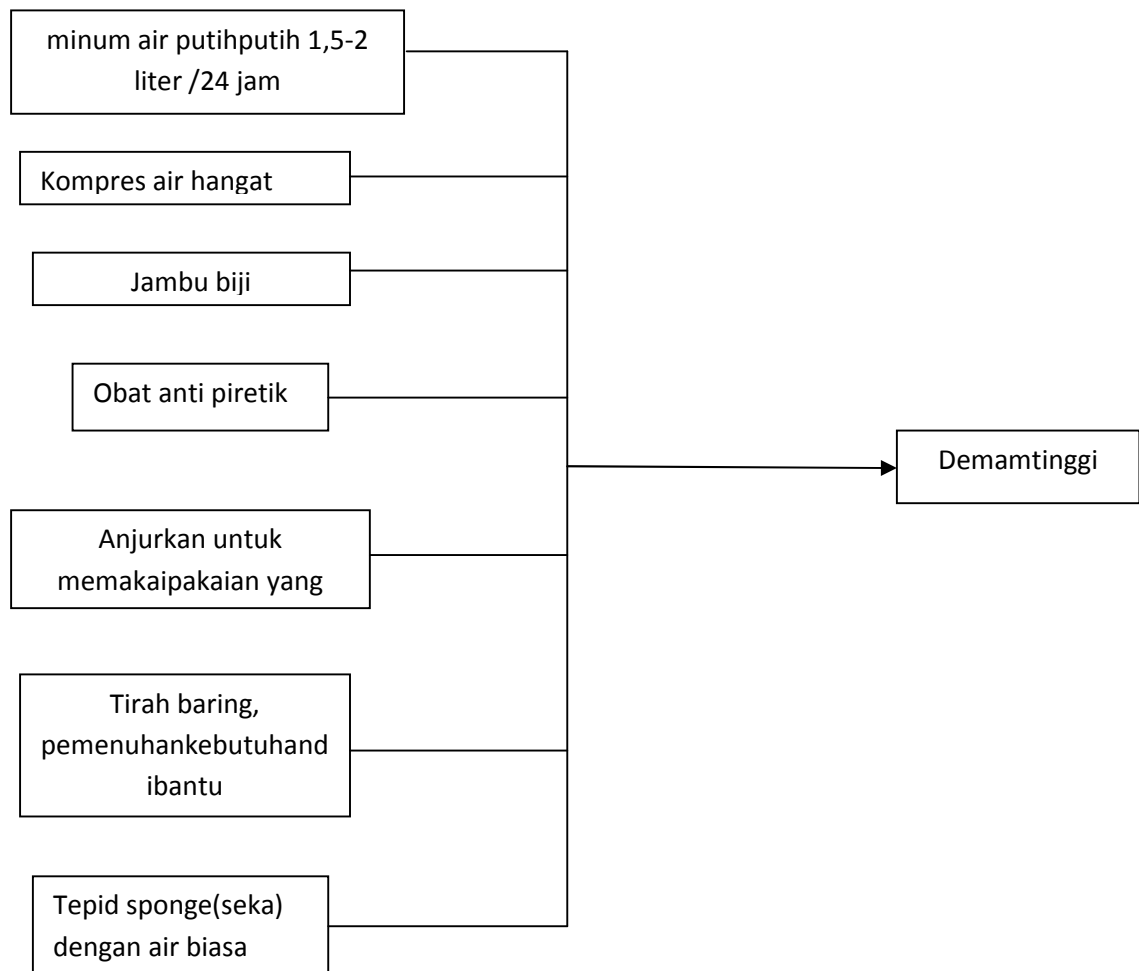 minum air putihputih 1,5-2
liter /24 jam
Kompres air hangat
Jambu biji
Obat anti piretik
Demamtinggi
Anjurkan untuk
memakaipakaian yang
Tirah baring,
pemenuhankebutuhand
ibantu
Tepid sponge(seka)
dengan air biasa